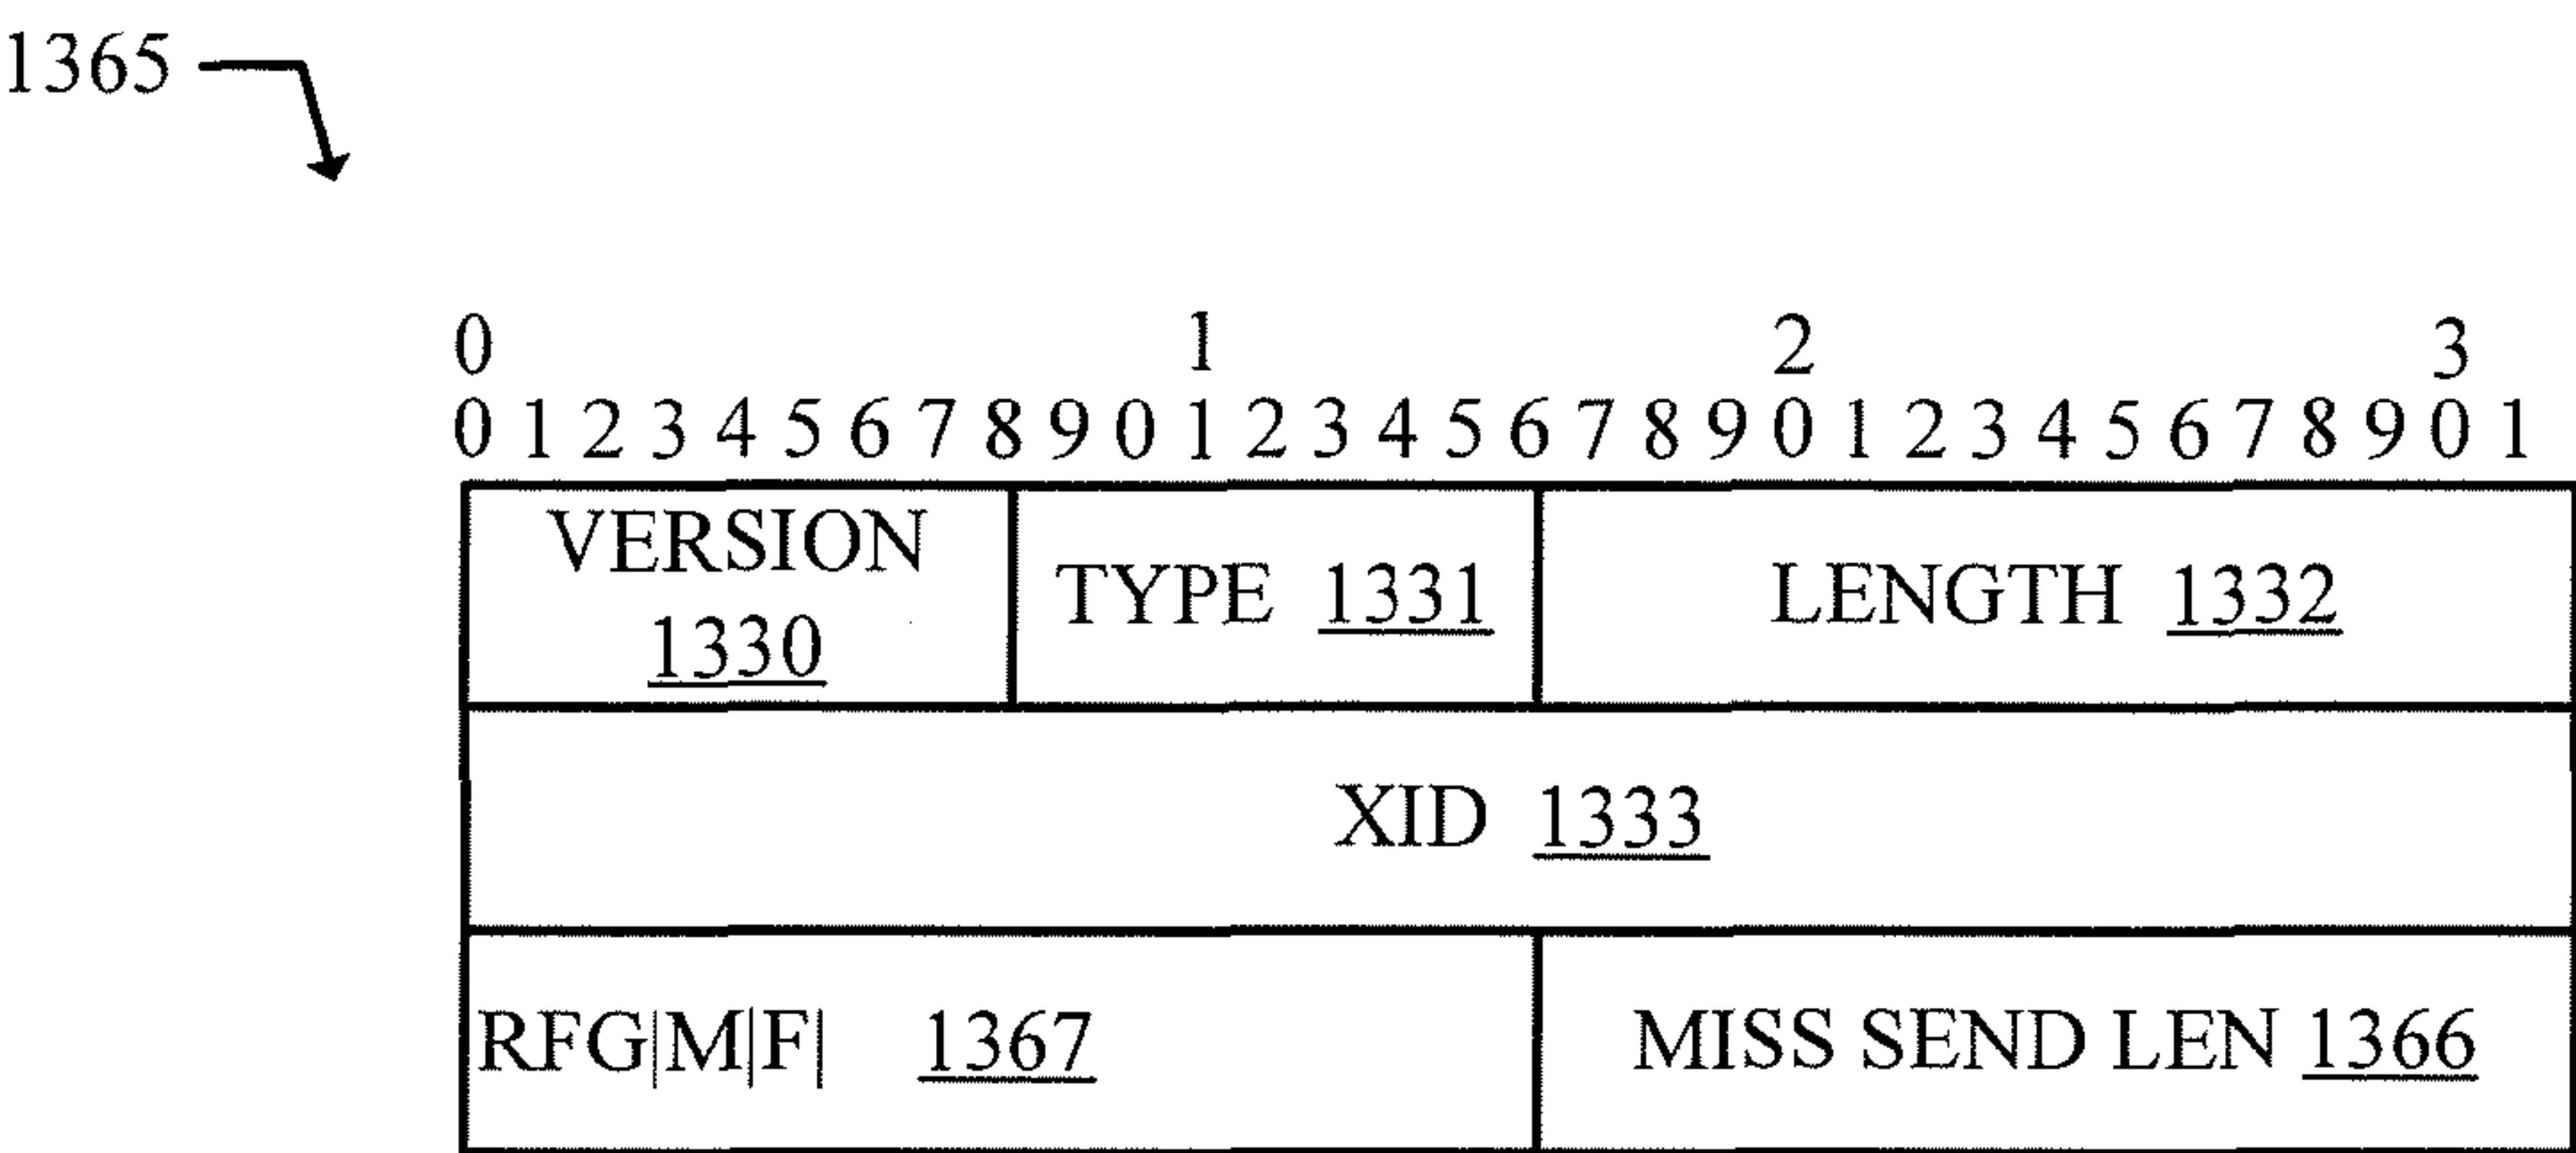 1365
0 1 2 3
0 1 2 3 4 5 6 7 8 9 0 1 2 3 4 5 6 7 8 9 0 1 2 3 4 5 6 7 8 9 0 1
VERSION
1330
TYPE 1331
LENGTH 1332
XID 1333
RFG|M|F| 1367
MISS SEND LEN 1366